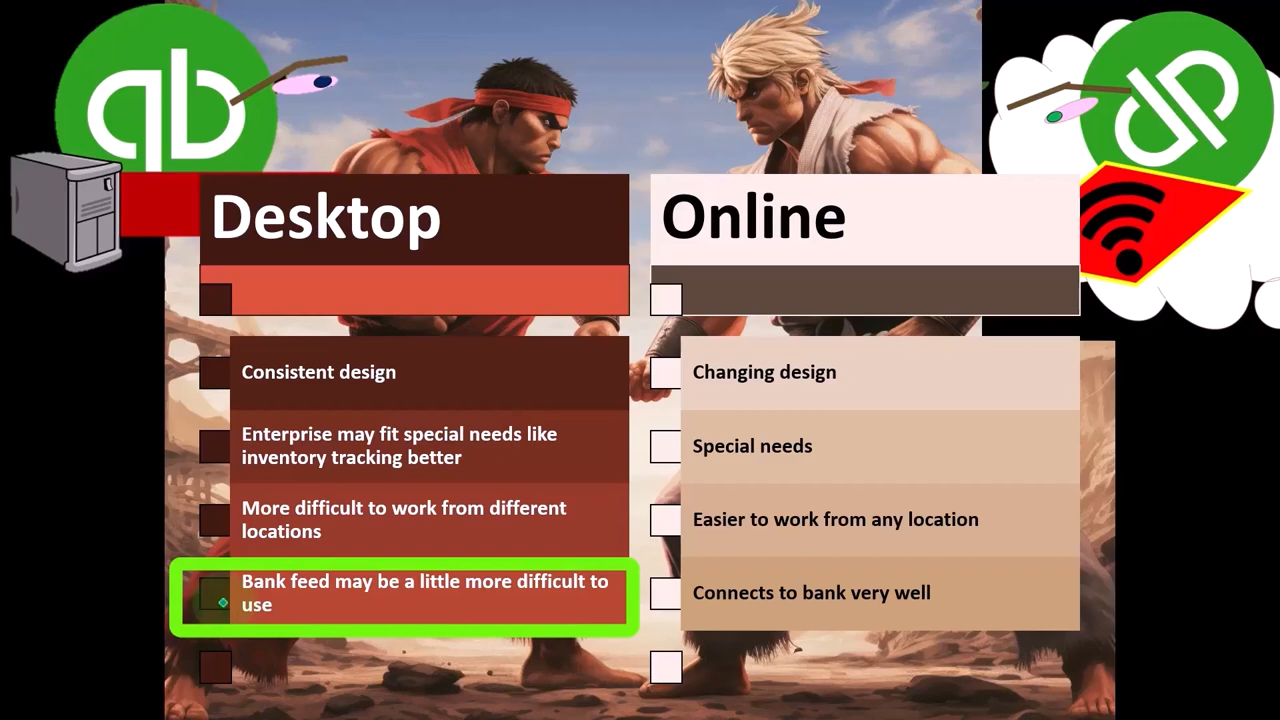 qb
Desktop
Online
Consistent design
Changing design
Enterprise may fit special needs like
inventory tracking better
Special needs
More difficult to work from different
locations
Easier to work from any location
Bank feed may be a little more difficult to
use
Connects to bank very well
qb